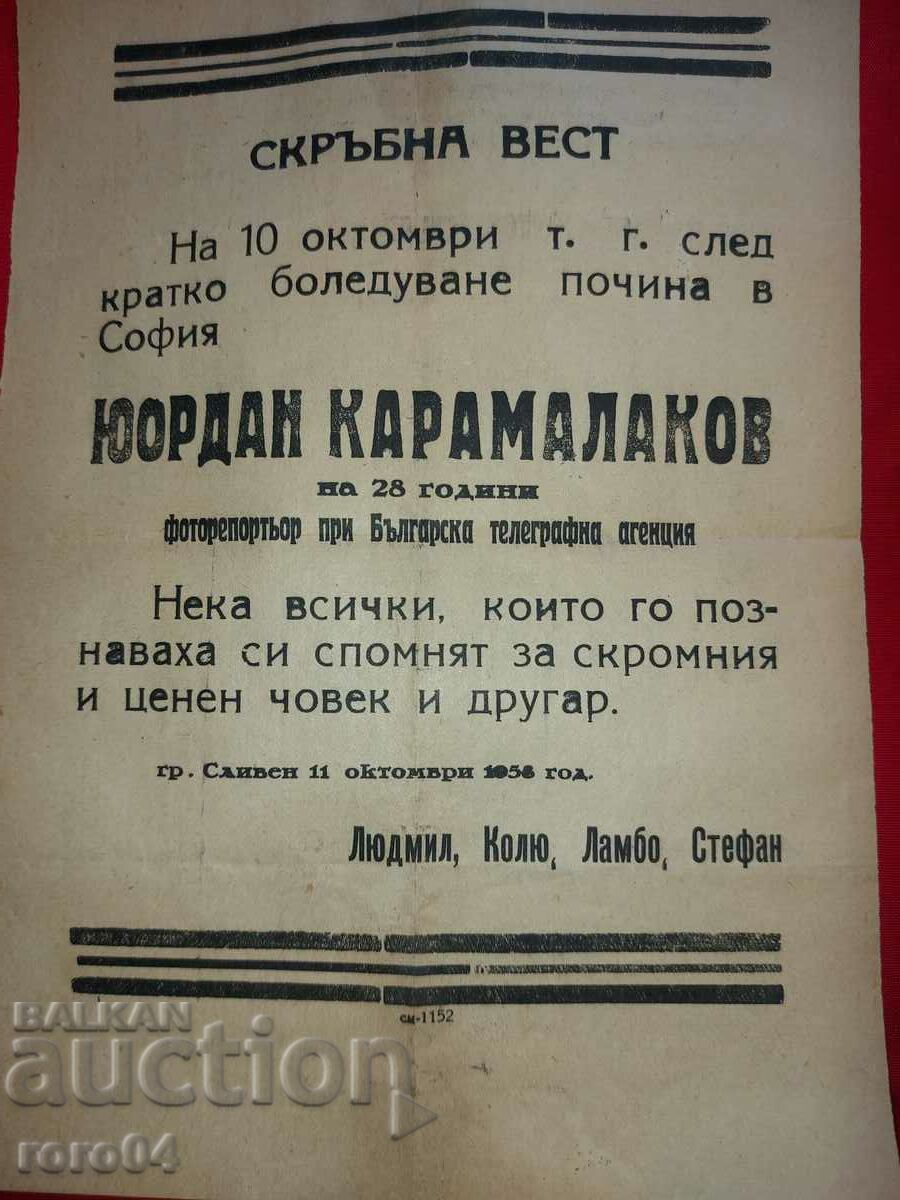 СКРЪБНА ВЕСТ
На 10 октомври т. г. след
кратко боледуване почина в
София
ЮОРДАН КАРАМАЛАКОВ
на 28 години
фоторепортьор при Българска телеграфна агенция
Нека всички, които го поз-
наваха си спомнят за скромния
и ценен човек и другар.
гр. Сливен 11 октомври год.
Людмил, Колю, Ламбо, Стефан
см-1152
BALKAN
auction
roro04